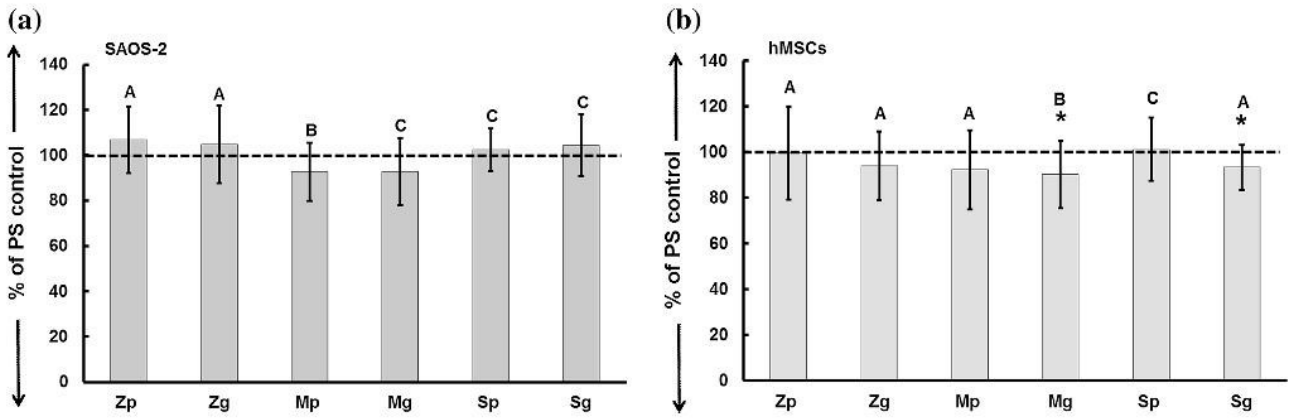 (a)
SAOS-2
% of PS control
140
120
100
80
60
40
20
0
A
A
B
C
C
C
Zp Zg Mp Mg Sp Sg
(b)
hMSCs
% of PS control
140
120
100
80
60
40
20
0
A
A
A
B
*
C
A
*
Zp Zg Mp Mg Sp Sg